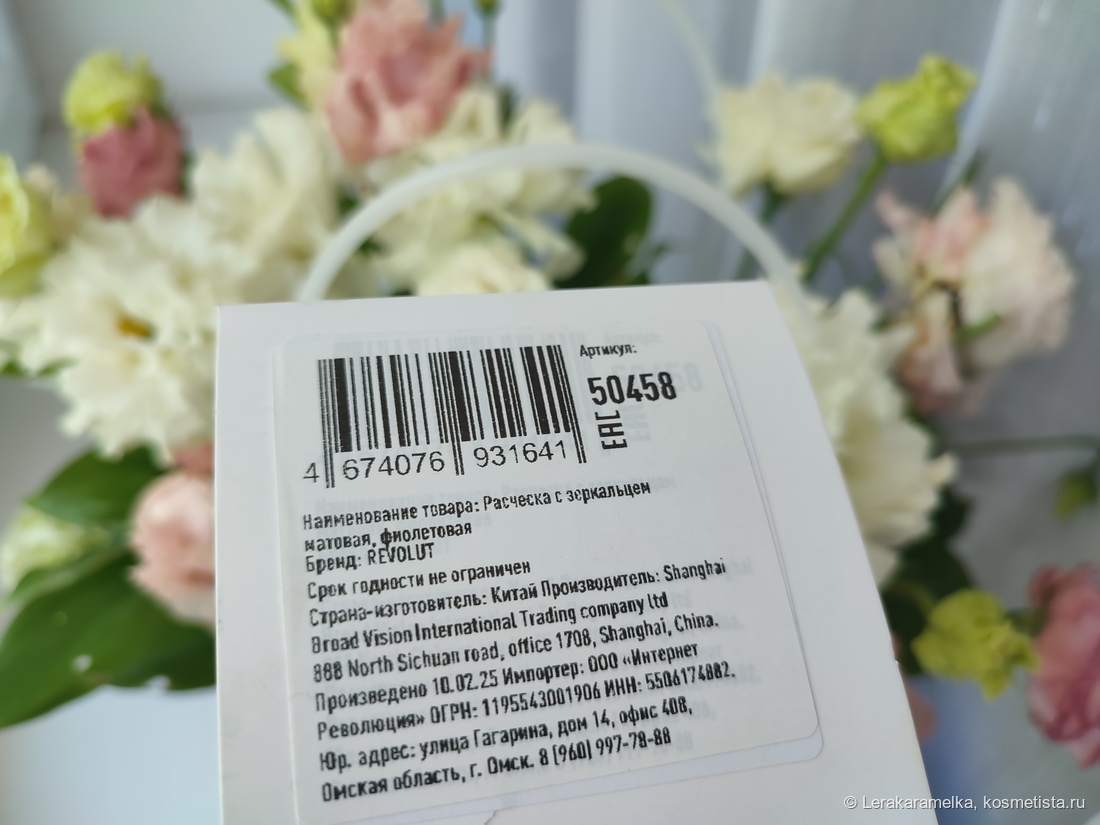 Артикул:
50458
EAC
4 674076 931641
Наименование товара: Расческа с зеркальцем
матовая, фиолетовая
Бренд: REVOLUT
Срок годности не ограничен
Страна-изготовитель: Китай Производитель: Shanghai
Broad Vision International Trading company ltd
888 North Sichuan road, office 1708, Shanghai, China.
Произведено 10.02.25 Импортер: ООО «Интернет
Революция» ОГРН: 1195543001906 ИНН: 5506174882.
Юр. адрес: улица Гагарина, дом 14, офис 408,
Омская область, г. Омск. 8 (960) 997-78-88
© Lerakaramelka, kosmetista.ru